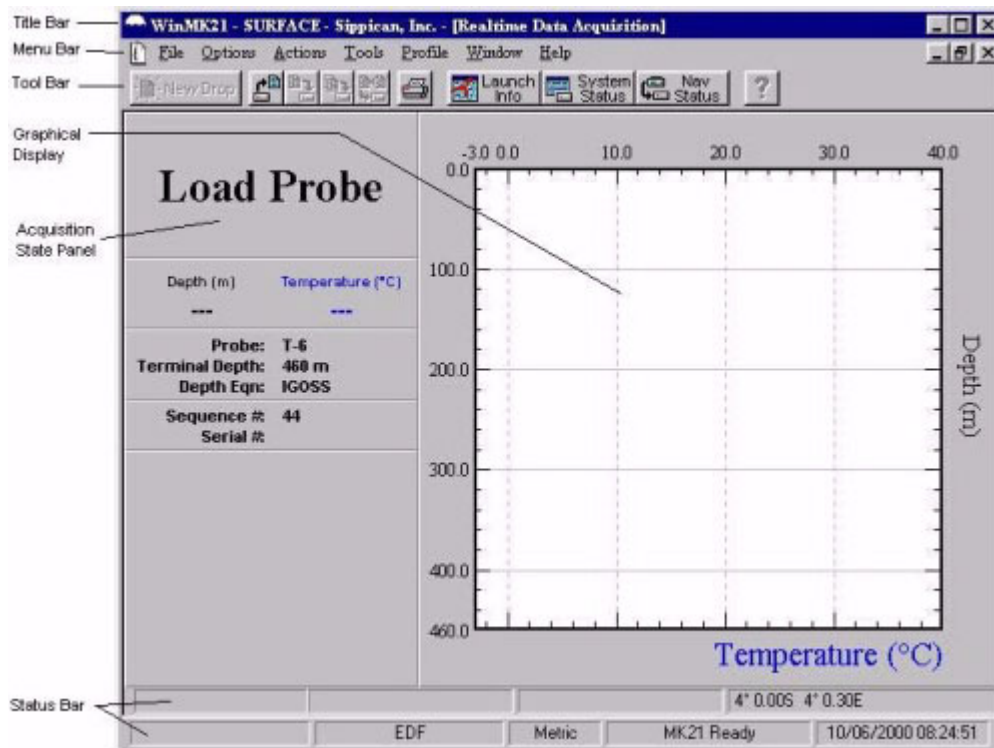 Title Bar
WinMK21 - SURFACE - Sippican, Inc. - [Realtime Data Acquisition]
Menu Bar
File Options Actions Tools Profile Window Help
Tool Bar
New Drop
Launch Info
System Status
Nav Status
?
Graphical Display
Load Probe
Acquisition State Panel
Depth (m) Temperature (°C)
--- ---
Probe: T-6
Terminal Depth: 460 m
Depth Eqn: IGOSS
Sequence #: 44
Serial #:
-3.0 0.0 10.0 20.0 30.0 40.0
0.0
100.0
200.0
300.0
400.0
460.0
Depth (m)
Temperature (°C)
Status Bar
4° 0.00S 4° 0.30E
EDF Metric MK21 Ready 10/06/2000 08:24:51